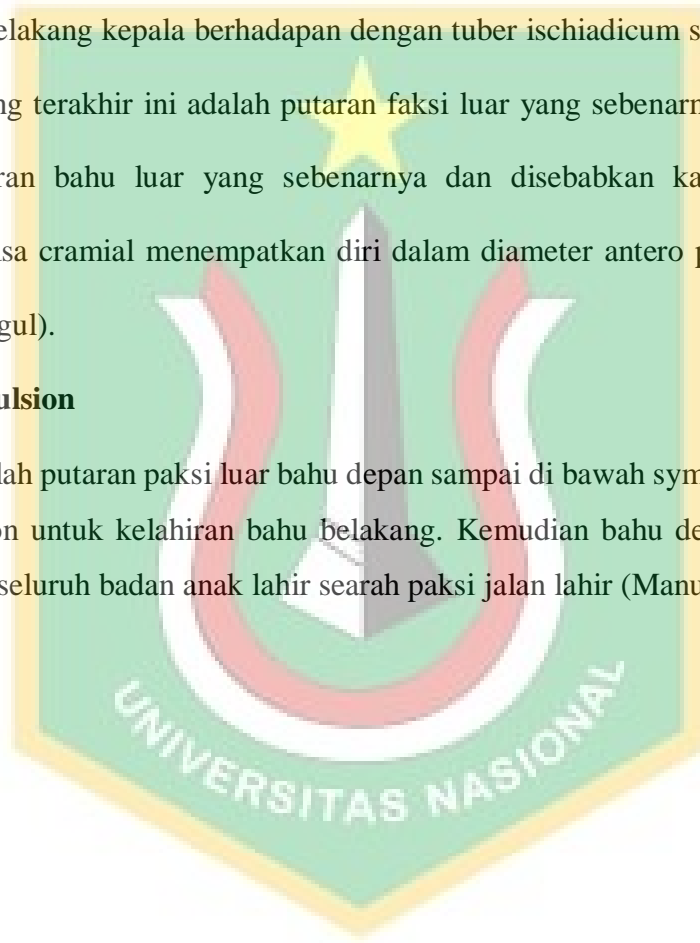 elakang kepala berhadapan dengan tuber ischiadicum s
ng terakhir ini adalah putaran faksi luar yang sebenarn
ran bahu luar yang sebenarnya dan disebabkan ka
sa cramial menempatkan diri dalam diameter antero p
gul).
ulsion
lah putaran paksi luar bahu depan sampai di bawah sym
on untuk kelahiran bahu belakang. Kemudian bahu de
seluruh badan anak lahir searah paksi jalan lahir (Manu
UNIVERSITAS NASIONAL